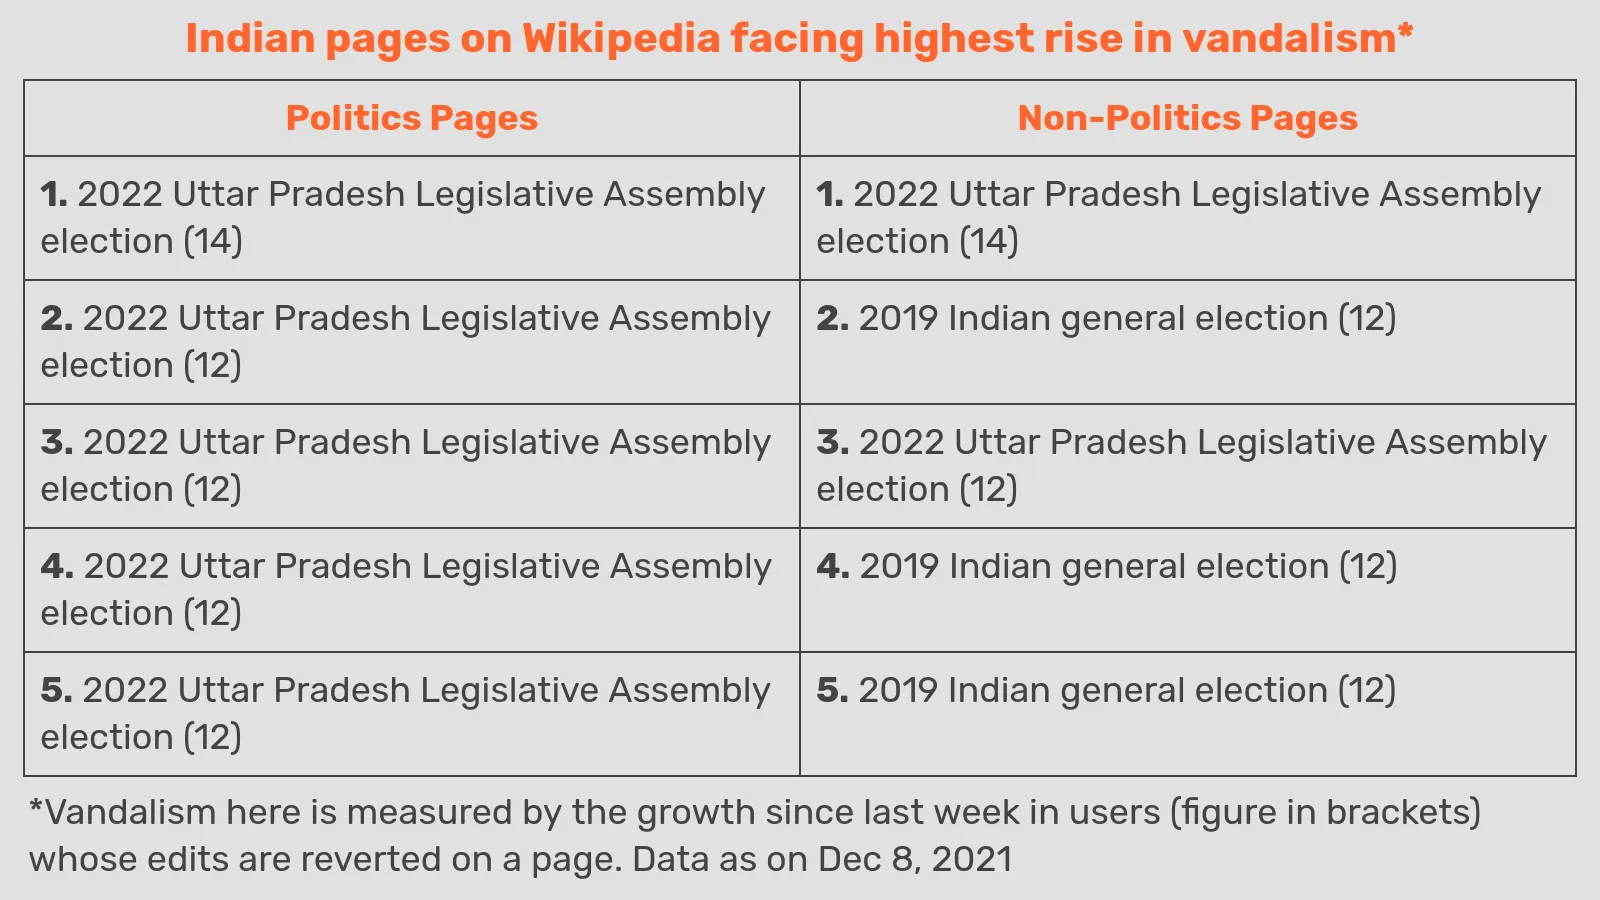 Indian pages on Wikipedia facing highest rise in vandalism*
Politics Pages
Non-Politics Pages
1. 2022 Uttar Pradesh Legislative Assembly
election (14)
1. 2022 Uttar Pradesh Legislative Assembly
election (14)
2. 2022 Uttar Pradesh Legislative Assembly
election (12)
2. 2019 Indian general election (12)
3. 2022 Uttar Pradesh Legislative Assembly
election (12)
3. 2022 Uttar Pradesh Legislative Assembly
election (12)
4. 2022 Uttar Pradesh Legislative Assembly
election (12)
4. 2019 Indian general election (12)
5. 2022 Uttar Pradesh Legislative Assembly
election (12)
5. 2019 Indian general election (12)
*Vandalism here is measured by the growth since last week in users (figure in brackets)
whose edits are reverted on a page. Data as on Dec 8, 2021